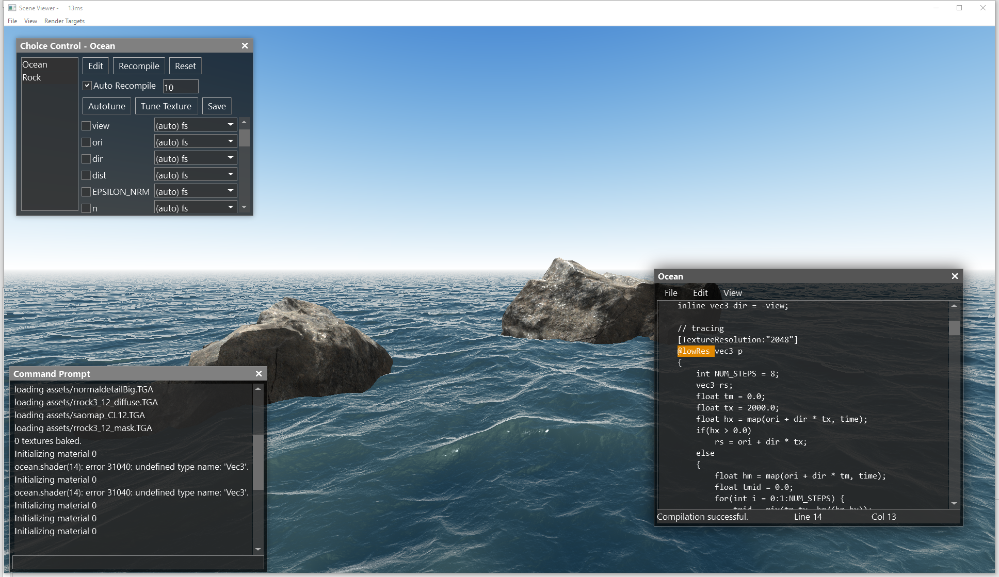 Scene Viewer - 13ms
File View Render Targets
Choice Control - Ocean
Ocean
Rock
Edit Recompile Reset
Auto Recompile 10
Autotune Tune Texture Save
view (auto) fs
ori (auto) fs
dir (auto) fs
dist (auto) fs
EPSILON_NRM (auto) fs
n (auto) fs
Command Prompt
loading assets/normaldetailBig.TGA
loading assets/rrock3_12_diffuse.TGA
loading assets/saomap_CL12.TGA
loading assets/rrock3_12_mask.TGA
0 textures baked.
Initializing material 0
ocean.shader(14): error 31040: undefined type name: 'Vec3'.
Initializing material 0
ocean.shader(14): error 31040: undefined type name: 'Vec3'.
Initializing material 0
Initializing material 0
Initializing material 0
Ocean
File Edit View
inline vec3 dir = -view;
// tracing
[TextureResolution:"2048"]
@lowRes vec3 p
{
int NUM_STEPS = 8;
vec3 rs;
float tm = 0.0;
float tx = 2000.0;
float hx = map(ori + dir * tx, time);
if(hx > 0.0)
rs = ori + dir * tx;
else
{
float hm = map(ori + dir * tm, time);
float tmid = 0.0;
for(int i = 0:1:NUM_STEPS) {
Compilation successful. Line 14 Col 13